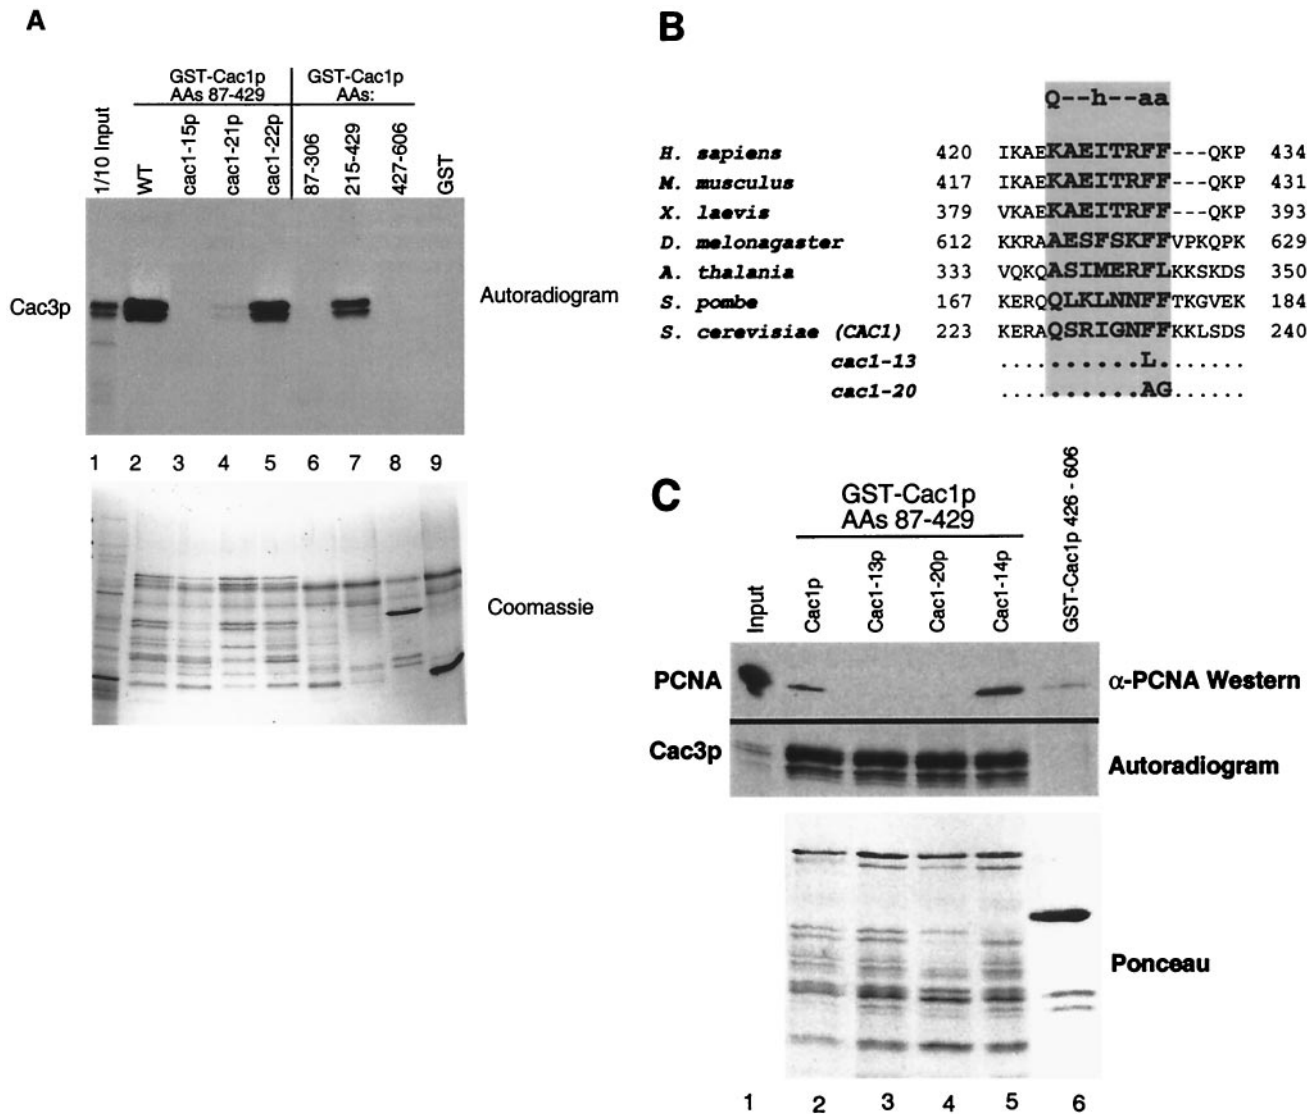 A
GST-Cac1p
AAs 87-429
GST-Cac1p
AAs:
1/10 Input
WT
cac1-15p
cac1-21p
cac1-22p
87-306
215-429
427-606
GST
Cac3p
Autoradiogram
1 2 3 4 5 6 7 8 9
Coomassie
B
Q--h--aa
H. sapiens 420 IKAEKAEITRFF---QKP 434
M. musculus 417 IKAEKAEITRFF---QKP 431
X. laevis 379 VKAEKAEITRFF---QKP 393
D. melonagaster 612 KKRAAESFSKFFVPKQPK 629
A. thalania 333 VQKQASIMERFLKKSKDS 350
S. pombe 167 KERQQLKLNNFFTKGVEK 184
S. cerevisiae (CAC1) 223 KERAQSRIGNFFKKLSDS 240
cac1-13 ..........L.......
cac1-20 ..........AG......
C
GST-Cac1p
AAs 87-429
Input
Cac1p
Cac1-13p
Cac1-20p
Cac1-14p
GST-Cac1p 426 - 606
PCNA
α-PCNA Western
Cac3p
Autoradiogram
Ponceau
1 2 3 4 5 6